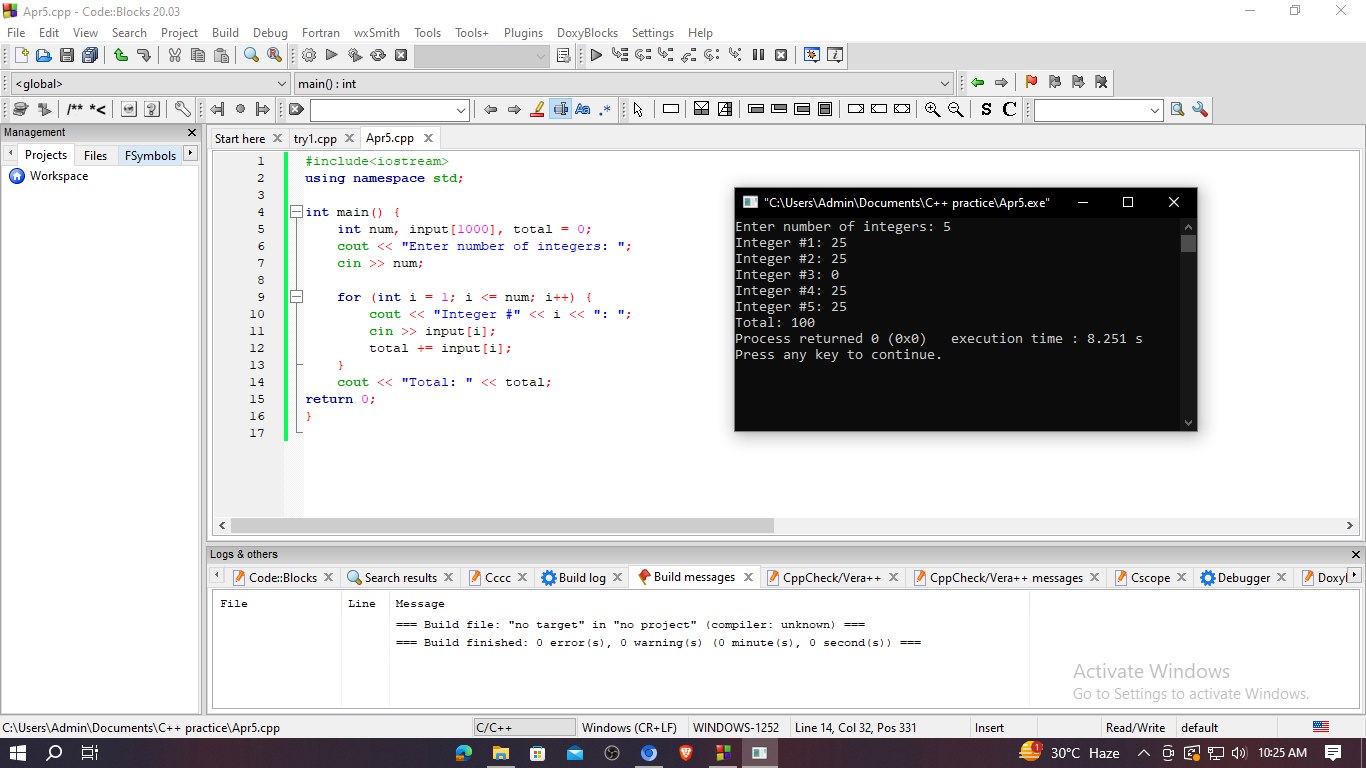 Apr5.cpp - Code::Blocks 20.03
File Edit View Search Project Build Debug Fortran wxSmith Tools Tools+ Plugins DoxyBlocks Settings Help
<global> main() : int
/** *< Aa .* S C
Management
Projects Files FSymbols
Workspace
Start here try1.cpp Apr5.cpp
1 #include<iostream>
2 using namespace std;
3
4 int main() {
5 int num, input[1000], total = 0;
6 cout << "Enter number of integers: ";
7 cin >> num;
8
9 for (int i = 1; i <= num; i++) {
10 cout << "Integer #" << i << ": ";
11 cin >> input[i];
12 total += input[i];
13 }
14 cout << "Total: " << total;
15 return 0;
16 }
17
"C:\Users\Admin\Documents\C++ practice\Apr5.exe"
Enter number of integers: 5
Integer #1: 25
Integer #2: 25
Integer #3: 0
Integer #4: 25
Integer #5: 25
Total: 100
Process returned 0 (0x0) execution time : 8.251 s
Press any key to continue.
Logs & others
Code::Blocks Search results Cccc Build log Build messages CppCheck/Vera++ CppCheck/Vera++ messages Cscope Debugger Doxyl
File Line Message
=== Build file: "no target" in "no project" (compiler: unknown) ===
=== Build finished: 0 error(s), 0 warning(s) (0 minute(s), 0 second(s)) ===
Activate Windows
Go to Settings to activate Windows.
C:\Users\Admin\Documents\C++ practice\Apr5.cpp C/C++ Windows (CR+LF) WINDOWS-1252 Line 14, Col 32, Pos 331 Insert Read/Write default
1 30°C Haze 10:25 AM